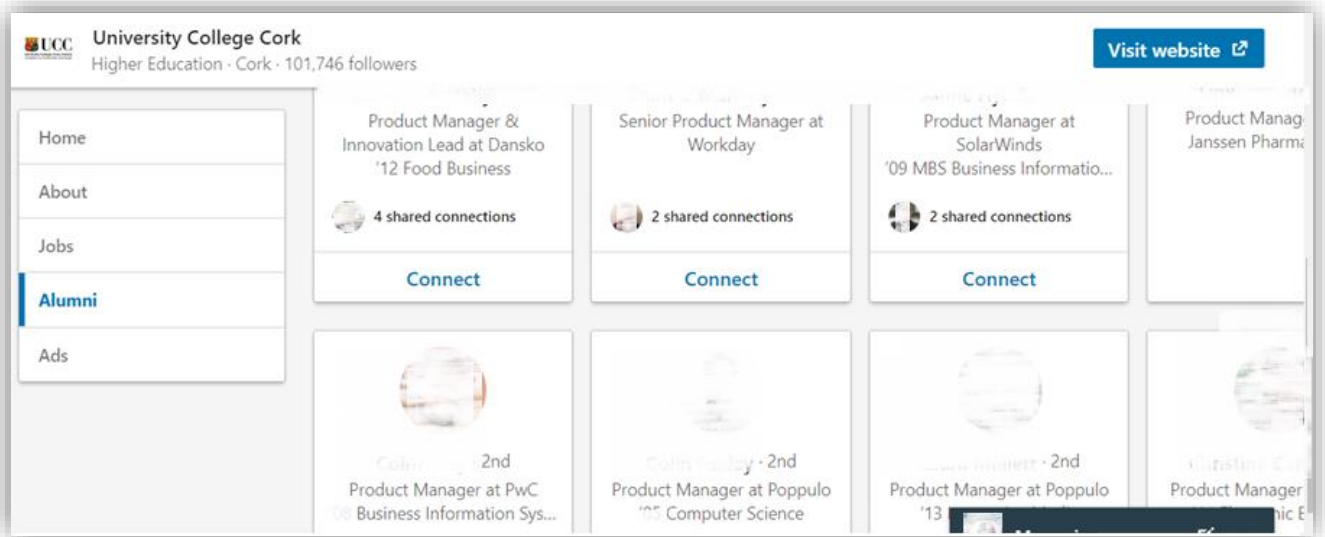 UCC
University College Cork
Higher Education · Cork · 101,746 followers
Visit website
Home
About
Jobs
Alumni
Ads
Product Manager &
Innovation Lead at Dansko
'12 Food Business
4 shared connections
Connect
Senior Product Manager at
Workday
2 shared connections
Connect
Product Manager at
SolarWinds
'09 MBS Business Informatio...
2 shared connections
Connect
Product Manag
Janssen Pharma
· 2nd
Product Manager at PwC
'08 Business Information Sys...
· 2nd
Product Manager at Poppulo
'05 Computer Science
· 2nd
Product Manager at Poppulo
'13
Product Manager